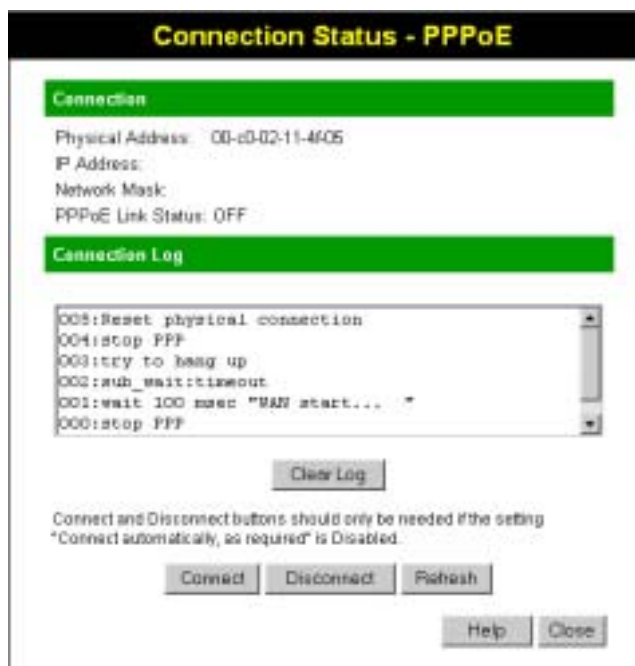 Connection Status - PPPoE
Connection
Physical Address: 00-c0-02-11-4f-05
IP Address:
Network Mask:
PPPoE Link Status: OFF
Connection Log
005:Reset physical connection
004:stop PPP
003:try to hang up
002:sub_wait:timeout
001:wait 100 msec "WAN start... "
000:stop PPP
Clear Log
Connect and Disconnect buttons should only be needed if the setting
"Connect automatically, as required" is Disabled.
Connect Disconnect Refresh
Help Close